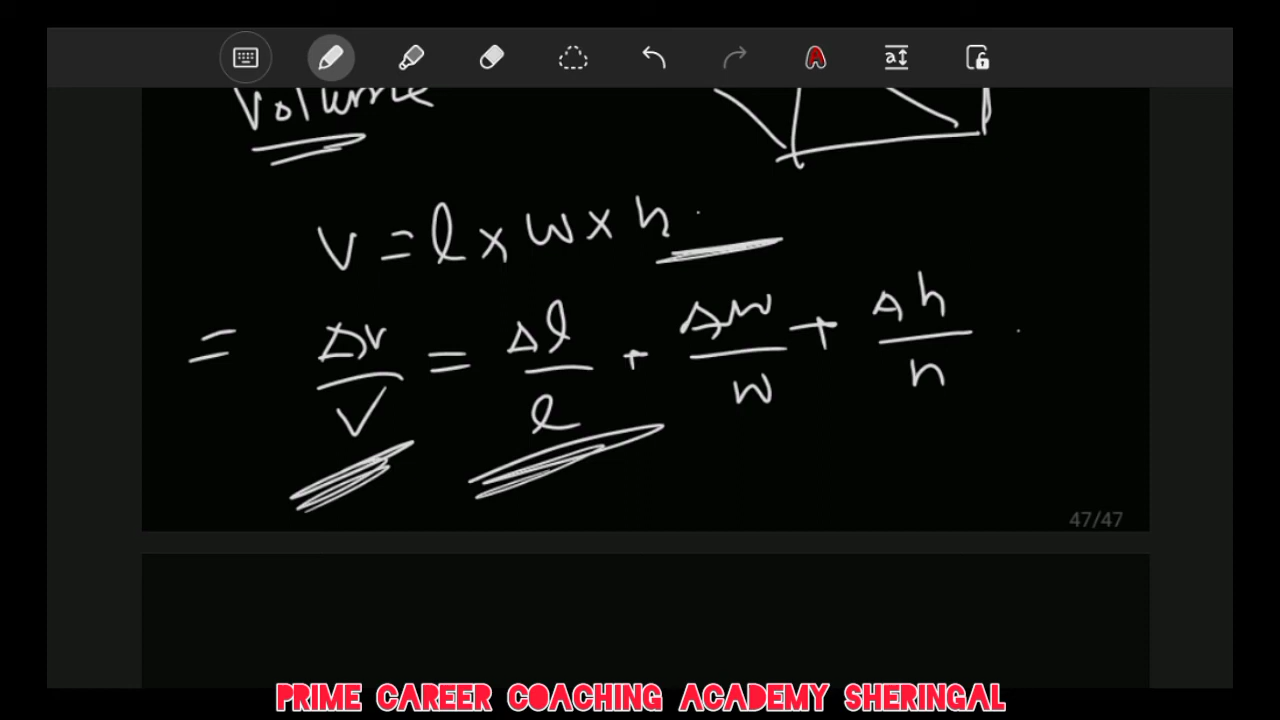 Volume
V = l × w × h
= Δv/V = Δl/l + Δw/w + Δh/h
47/47
PRIME CAREER COACHING ACADEMY SHERINGAL